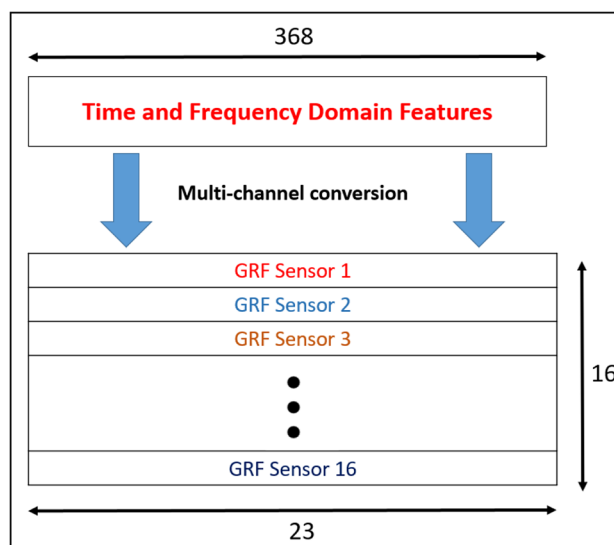 368
Time and Frequency Domain Features
Multi-channel conversion
GRF Sensor 1
GRF Sensor 2
GRF Sensor 3
16
GRF Sensor 16
23